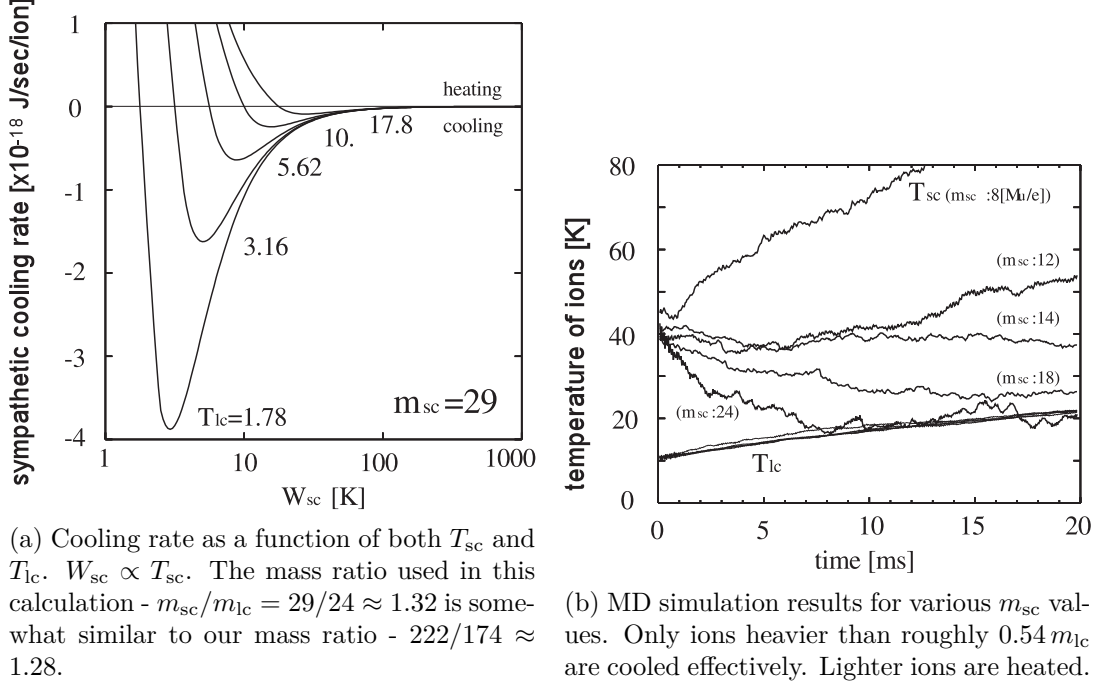 sympathetic cooling rate [x10-18 J/sec/ion]
1
0
-1
-2
-3
-4
heating
cooling
17.8
10.
5.62
3.16
Tlc=1.78
msc=29
1
10
100
1000
Wsc [K]
(a) Cooling rate as a function of both Tsc and
Tlc. Wsc ∝ Tsc. The mass ratio used in this
calculation - msc/mlc = 29/24 ≈ 1.32 is some-
what similar to our mass ratio - 222/174 ≈
1.28.
temperature of ions [K]
80
60
40
20
0
Tsc (msc :8[Mu/e])
(msc:12)
(msc:14)
(msc:18)
(msc:24)
Tlc
0
5
10
15
20
time [ms]
(b) MD simulation results for various msc val-
ues. Only ions heavier than roughly 0.54 mlc
are cooled effectively. Lighter ions are heated.